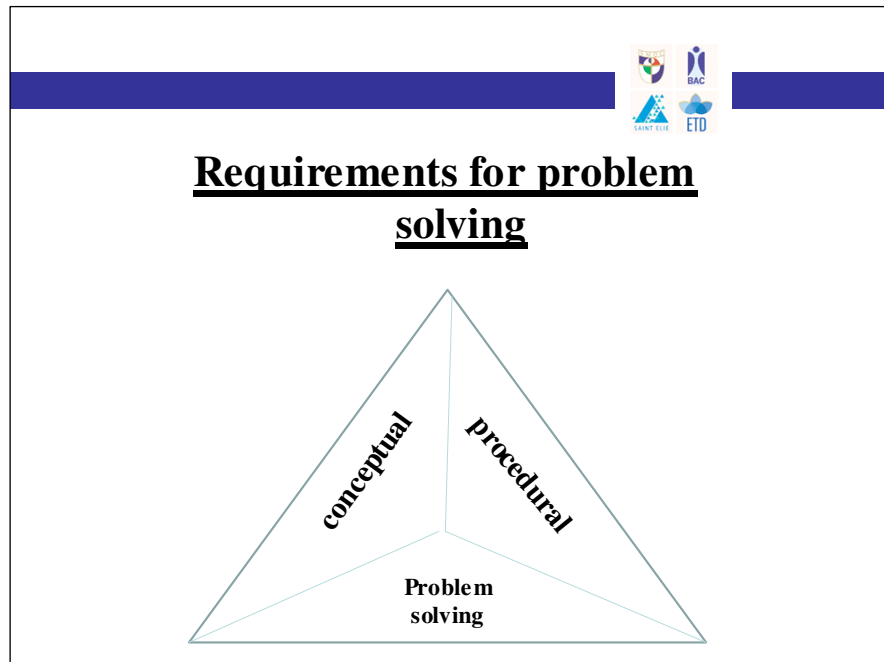 BAC
SAINT ELIE
ETD
Requirements for problem
solving
conceptual
procedural
Problem
solving